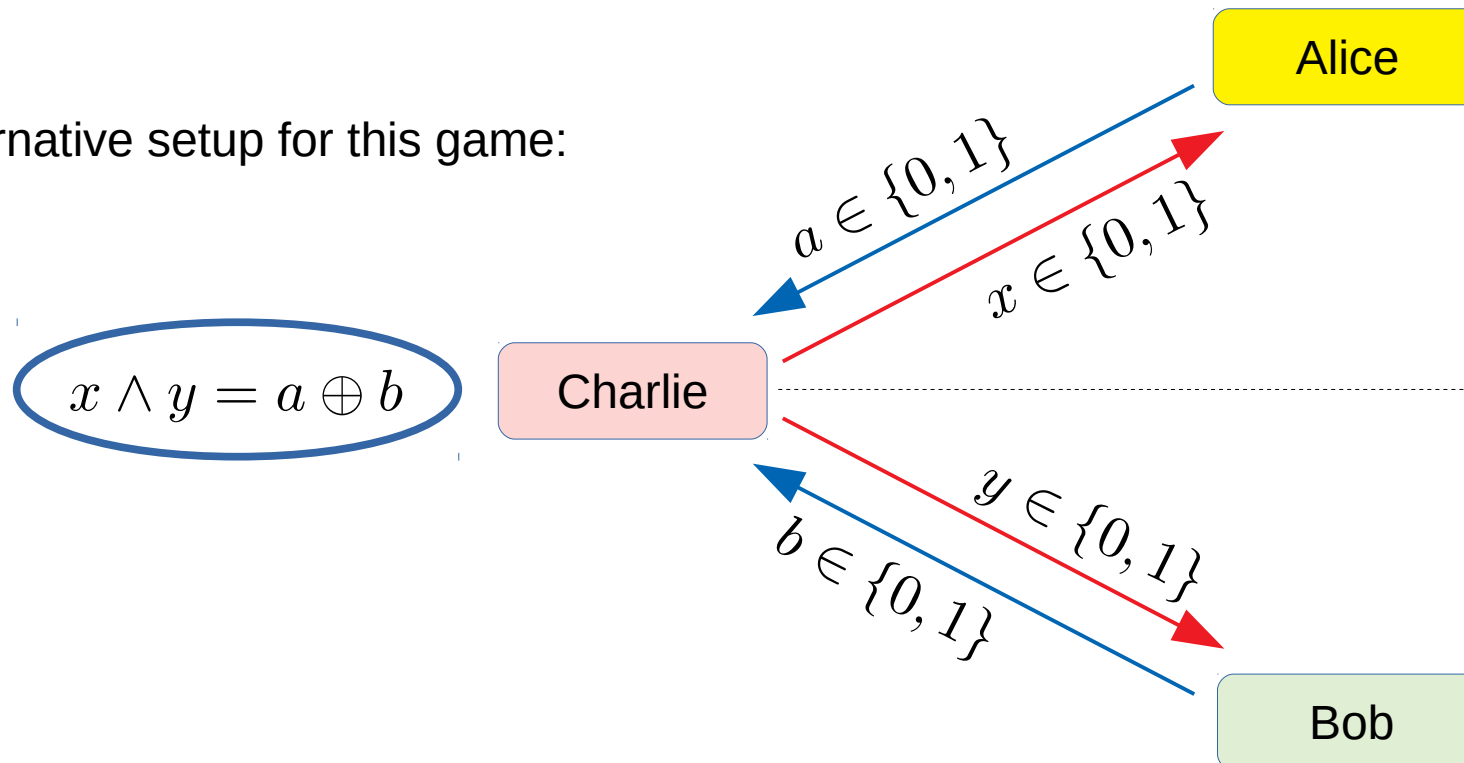 Alice
rnative setup for this game:
a ∈ {0, 1}
x ∈ {0, 1}
x ∧ y = a ⊕ b
Charlie
y ∈ {0, 1}
b ∈ {0, 1}
Bob